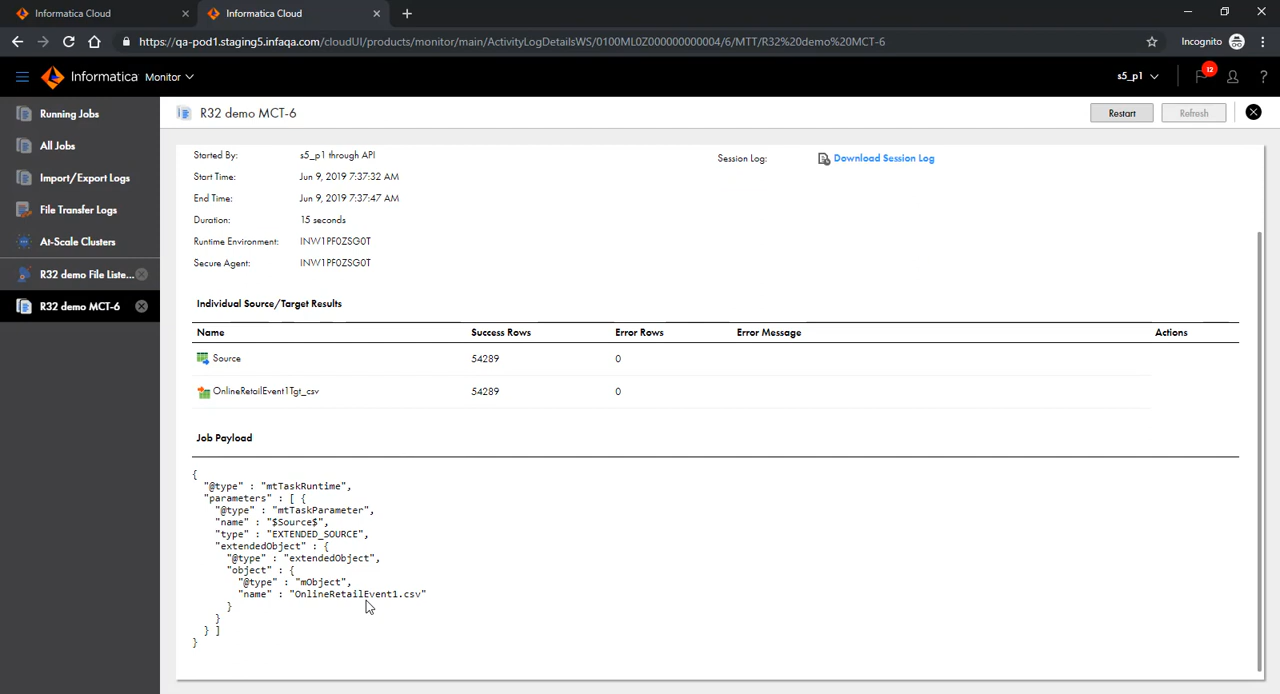 Informatica Cloud
Informatica Cloud
https://qa-pod1.staging5.infaqa.com/cloudUI/products/monitor/main/ActivityLogDetailsWS/0100ML0Z000000000004/6/MTT/R32%20demo%20MCT-6
Incognito
Informatica Monitor
s5_p1
12
?
Running Jobs
All Jobs
Import/Export Logs
File Transfer Logs
At-Scale Clusters
R32 demo File Liste...
R32 demo MCT-6
R32 demo MCT-6
Restart
Refresh
Started By: s5_p1 through API
Session Log: Download Session Log
Start Time: Jun 9, 2019 7:37:32 AM
End Time: Jun 9, 2019 7:37:47 AM
Duration: 15 seconds
Runtime Environment: INW1PF0ZSG0T
Secure Agent: INW1PF0ZSG0T
Individual Source/Target Results
Name Success Rows Error Rows Error Message Actions
Source 54289 0
OnlineRetailEvent1Tgt_csv 54289 0
Job Payload
{
"@type" : "mtTaskRuntime",
"parameters" : [ {
"@type" : "mtTaskParameter",
"name" : "$Source$",
"type" : "EXTENDED_SOURCE",
"extendedObject" : {
"@type" : "extendedObject",
"object" : {
"@type" : "mObject",
"name" : "OnlineRetailEvent1.csv"
}
}
} ]
}